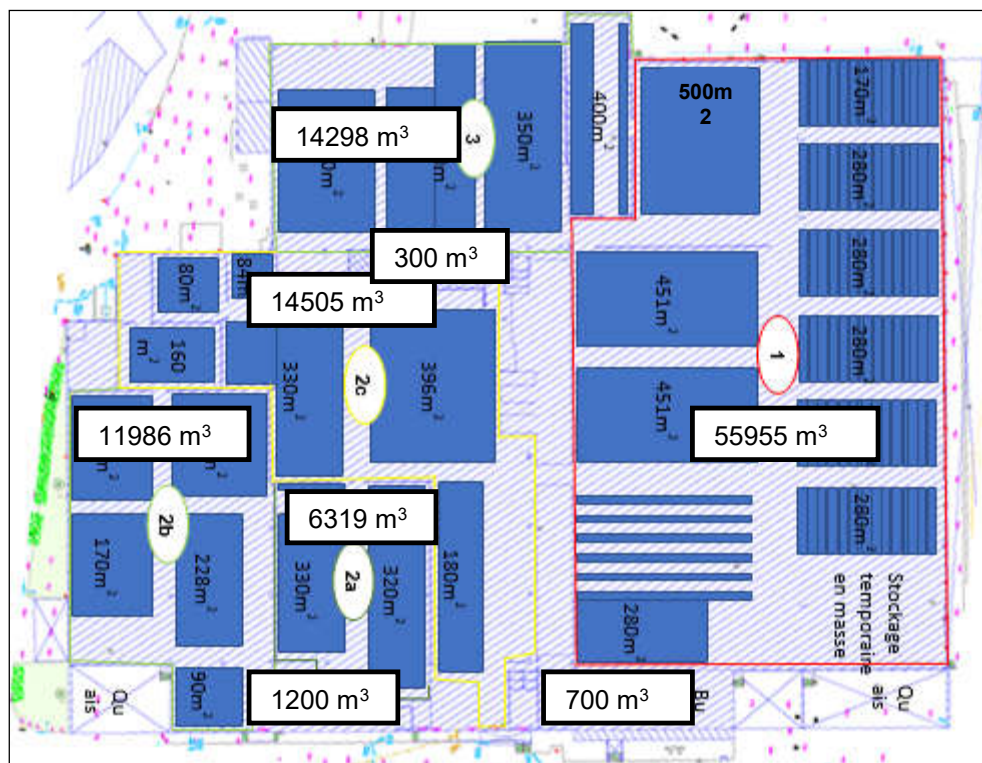 170m²
500m
2
400m²
350m²
3
14298 m³
280m²
300 m³
80m²
14505 m³
280m²
451m²
1
280m²
160
m²
330m²
2c
396m²
451m²
11986 m³
55955 m³
6319 m³
280m²
2b
170m²
228m²
330m²
2a
320m²
180m²
280m²
Stockage
temporaire
en masse
90m²
1200 m³
700 m³
Bu
Qu
ais
Qu
ais